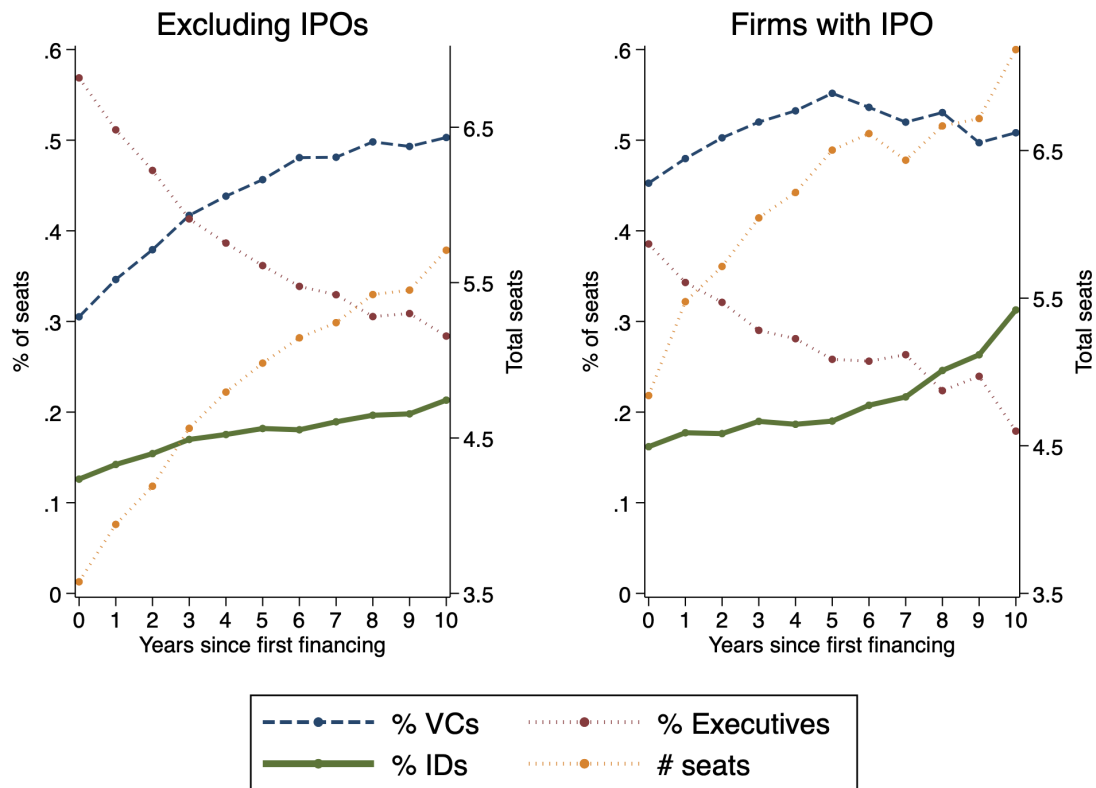 Excluding IPOs
.6
.5
.4
.3
.2
.1
0
% of seats
6.5
5.5
4.5
3.5
Total seats
0 1 2 3 4 5 6 7 8 9 10
Years since first financing
Firms with IPO
.6
.5
.4
.3
.2
.1
0
% of seats
6.5
5.5
4.5
3.5
Total seats
0 1 2 3 4 5 6 7 8 9 10
Years since first financing
% VCs % Executives
% IDs # seats